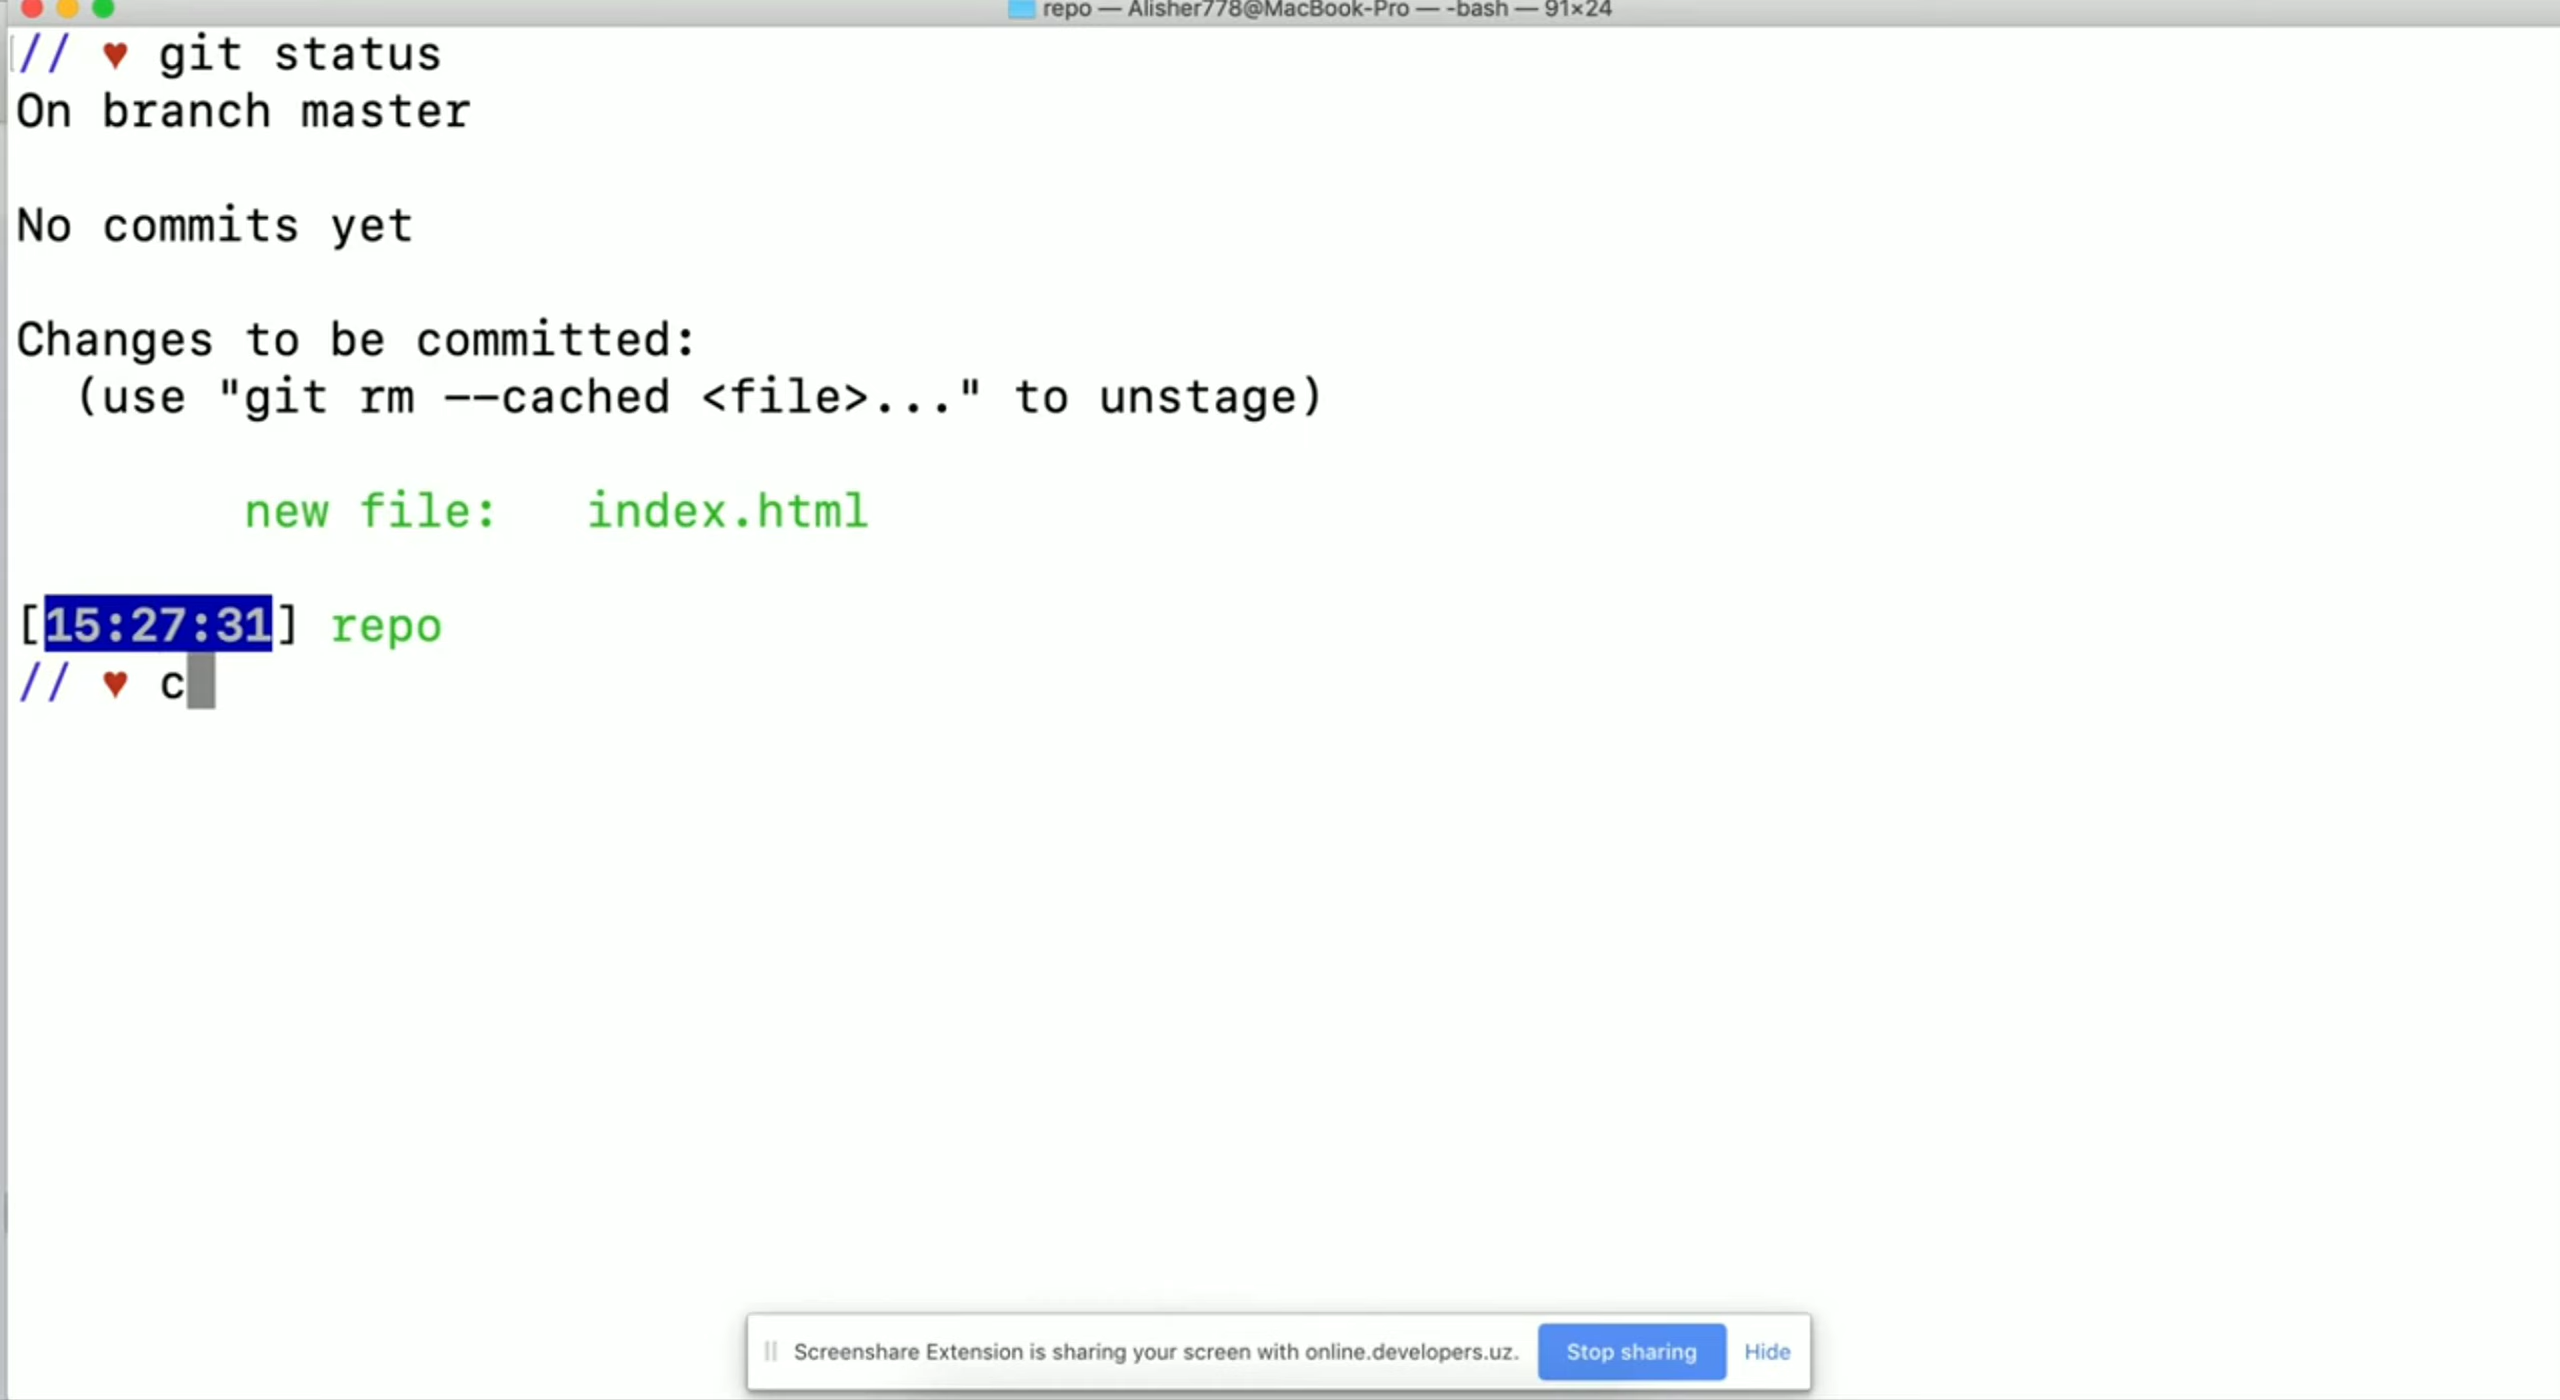 repo — Alisher778@MacBook-Pro — -bash — 91×24
// ♥ git status
On branch master
No commits yet
Changes to be committed:
(use "git rm --cached <file>..." to unstage)
new file:   index.html
[15:27:31] repo
// ♥ c
Screenshare Extension is sharing your screen with online.developers.uz.
Stop sharing
Hide